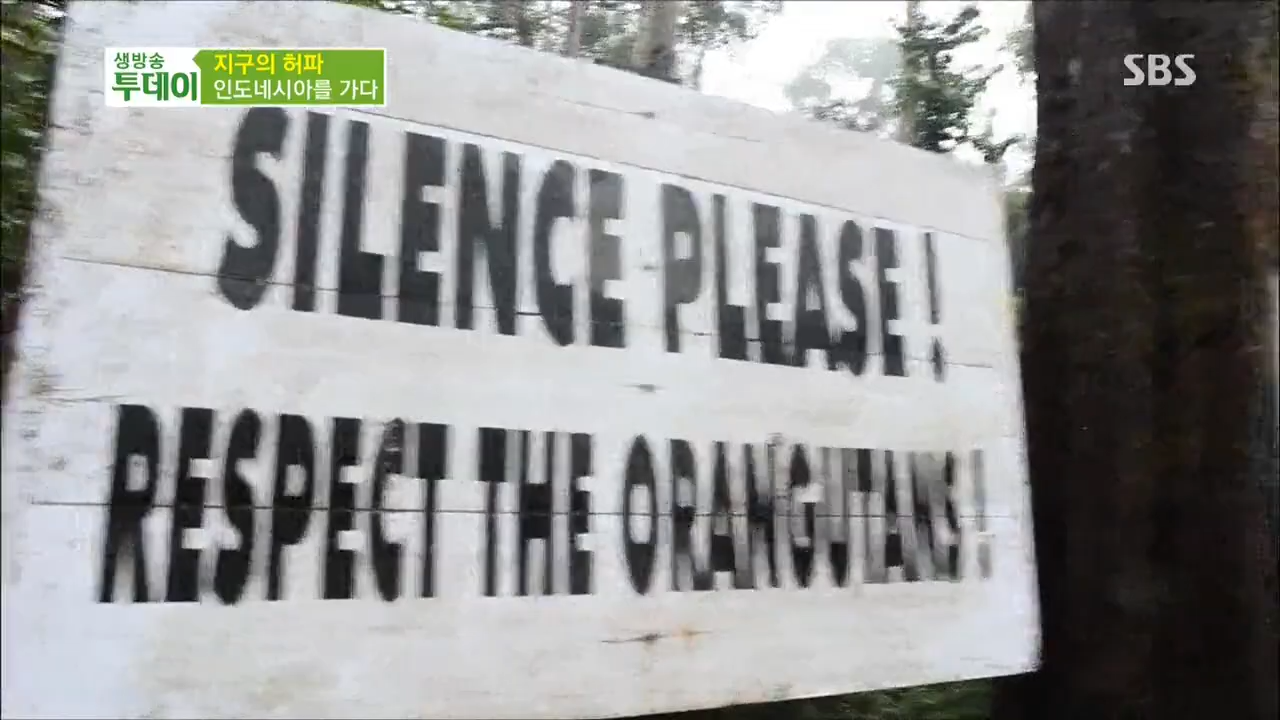 생방송 투데이
지구의 허파
인도네시아를 가다
SBS
SILENCE PLEASE !
RESPECT THE ORANGUTANS !